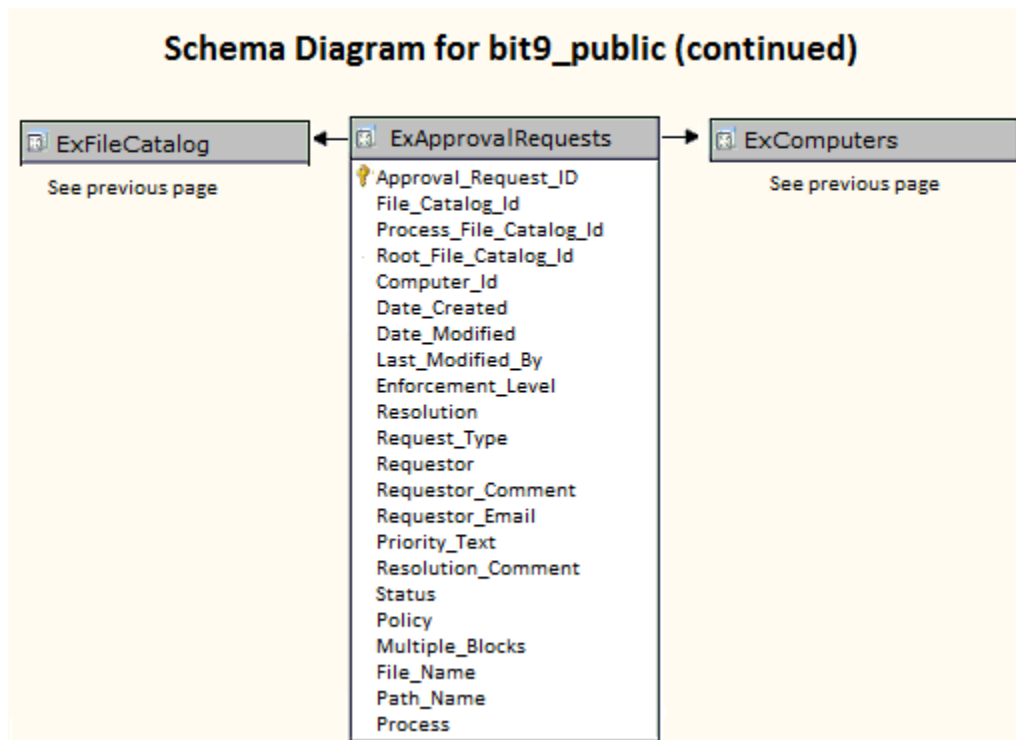 Schema Diagram for bit9_public (continued)
ExFileCatalog
See previous page
ExApprovalRequests
Approval_Request_ID
File_Catalog_Id
Process_File_Catalog_Id
Root_File_Catalog_Id
Computer_Id
Date_Created
Date_Modified
Last_Modified_By
Enforcement_Level
Resolution
Request_Type
Requestor
Requestor_Comment
Requestor_Email
Priority_Text
Resolution_Comment
Status
Policy
Multiple_Blocks
File_Name
Path_Name
Process
ExComputers
See previous page